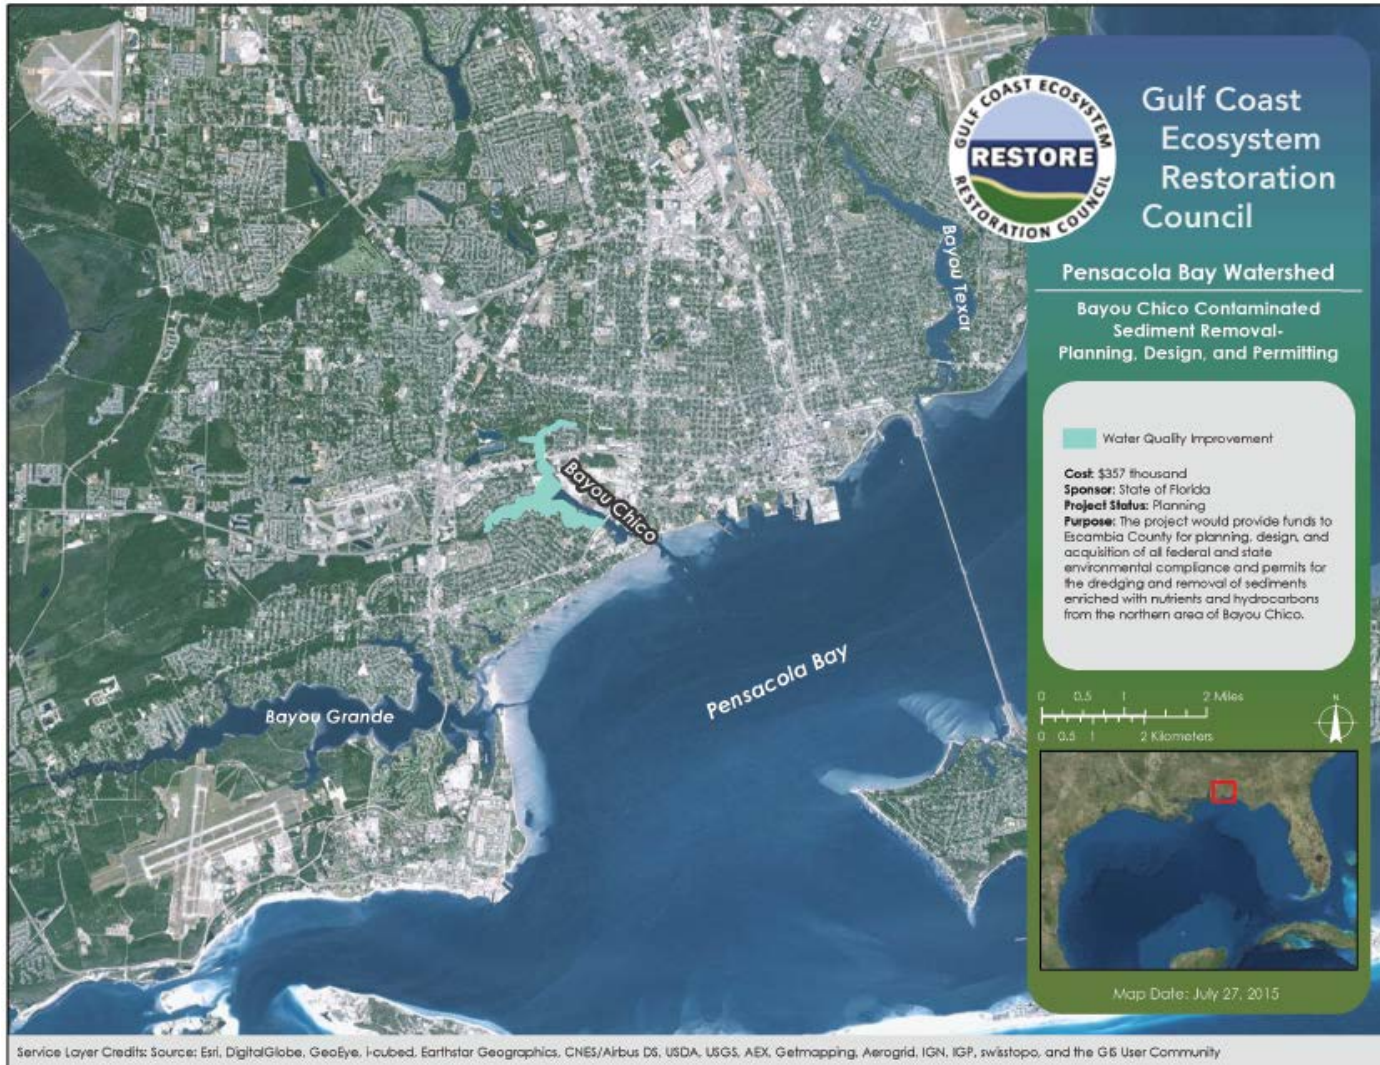 GULF COAST ECOSYSTEM
RESTORE
RESTORATION COUNCIL
Gulf Coast
Ecosystem
Restoration
Council
Pensacola Bay Watershed
Bayou Chico Contaminated
Sediment Removal-
Planning, Design, and Permitting
Water Quality Improvement
Cost: $357 thousand
Sponsor: State of Florida
Project Status: Planning
Purpose: The project would provide funds to
Escambia County for planning, design, and
acquisition of all federal and state
environmental compliance and permits for
the dredging and removal of sediments
enriched with nutrients and hydrocarbons
from the northern area of Bayou Chico.
0 0.5 1 2 Miles
0 0.5 1 2 Kilometers
N
Map Date: July 27, 2015
Bayou Texar
Bayou Chico
Pensacola Bay
Bayou Grande
Service Layer Credits: Source: Esri, DigitalGlobe, GeoEye, i-cubed, Earthstar Geographics, CNES/Airbus DS, USDA, USGS, AEX, Getmapping, Aerogrid, IGN, IGP, swisstopo, and the GIS User Community